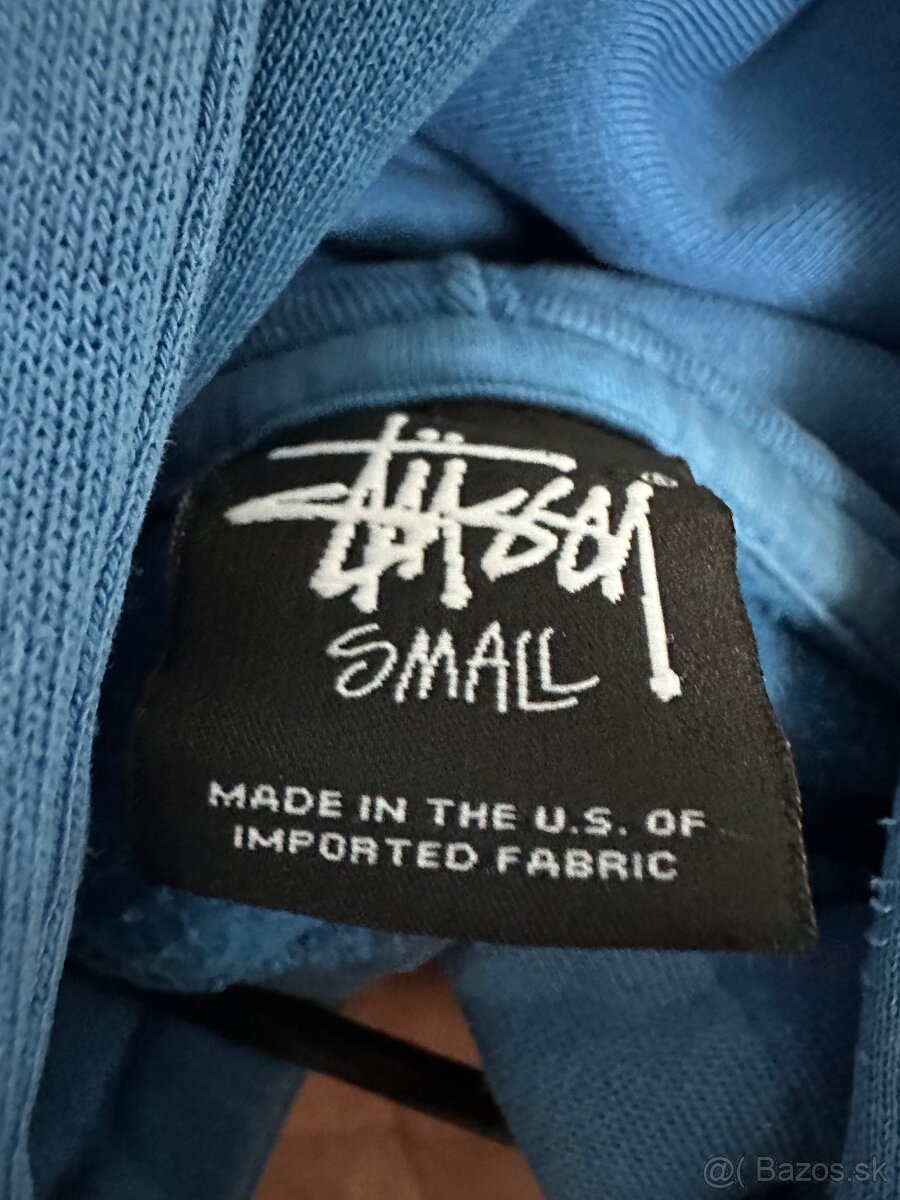 Stüssy®
SMALL
MADE IN THE U.S. OF
IMPORTED FABRIC
@( Bazos.sk